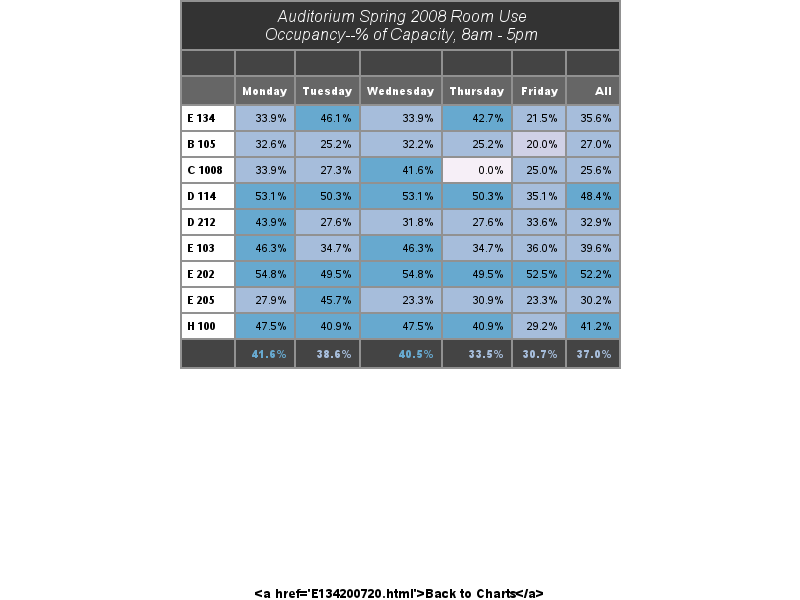 Auditorium Spring 2008 Room Use
Occupancy--% of Capacity, 8am - 5pm
Monday Tuesday Wednesday Thursday Friday All
E 134 33.9% 46.1% 33.9% 42.7% 21.5% 35.6%
B 105 32.6% 25.2% 32.2% 25.2% 20.0% 27.0%
C 1008 33.9% 27.3% 41.6% 0.0% 25.0% 25.6%
D 114 53.1% 50.3% 53.1% 50.3% 35.1% 48.4%
D 212 43.9% 27.6% 31.8% 27.6% 33.6% 32.9%
E 103 46.3% 34.7% 46.3% 34.7% 36.0% 39.6%
E 202 54.8% 49.5% 54.8% 49.5% 52.5% 52.2%
E 205 27.9% 45.7% 23.3% 30.9% 23.3% 30.2%
H 100 47.5% 40.9% 47.5% 40.9% 29.2% 41.2%
41.6% 38.6% 40.5% 33.5% 30.7% 37.0%
<a href='E134200720.html'>Back to Charts</a>